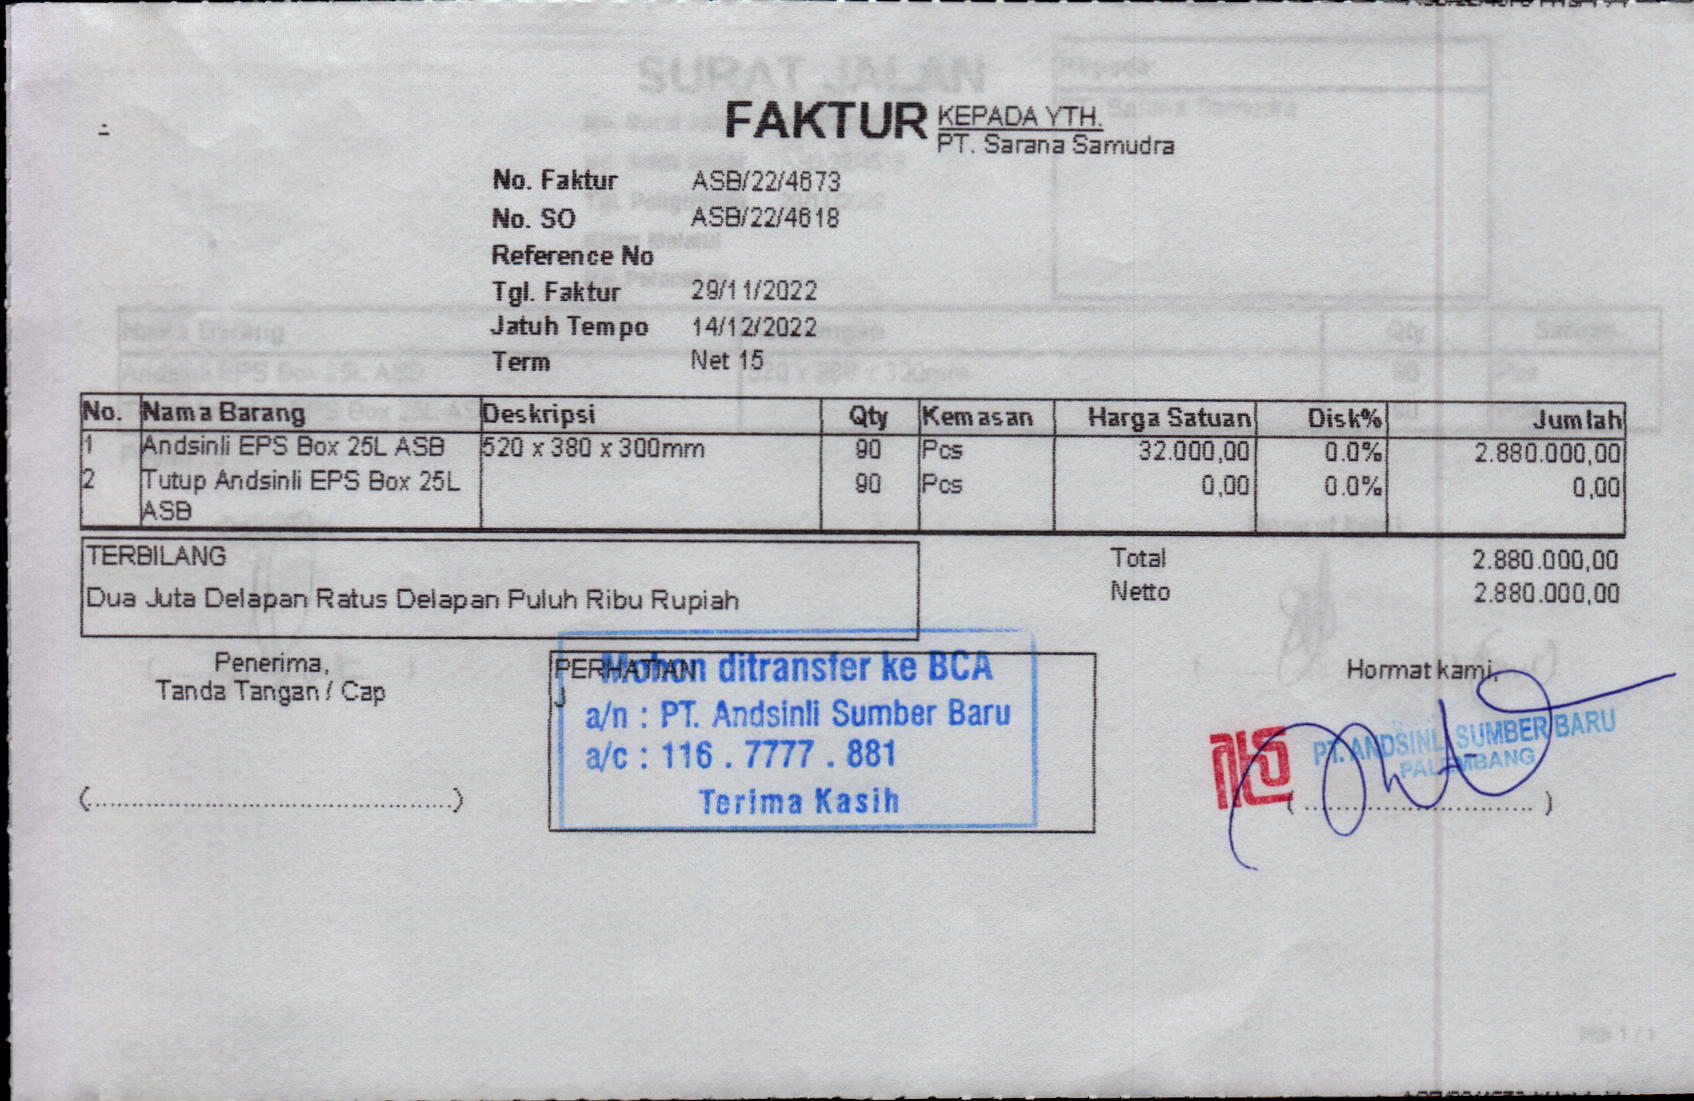 SURAT JALAN
Kepada:
FAKTUR
KEPADA YTH.
PT. Sarana Samudra
No. Faktur ASB/22/4673
No. SO ASB/22/4618
Reference No
Tgl. Faktur 29/11/2022
Jatuh Tempo 14/12/2022
Term Net 15
No. Nama Barang Deskripsi Qty Kemasan Harga Satuan Disk% Jumlah
1 Andsinli EPS Box 25L ASB 520 x 380 x 300mm 90 Pcs 32.000,00 0.0% 2.880.000,00
2 Tutup Andsinli EPS Box 25L 90 Pcs 0,00 0.0% 0,00
ASB
TERBILANG
Dua Juta Delapan Ratus Delapan Puluh Ribu Rupiah
Total 2.880.000,00
Netto 2.880.000,00
Penerima,
Tanda Tangan / Cap
(..............................................)
PERHATIAN
Mohon ditransfer ke BCA
a/n : PT. Andsinli Sumber Baru
a/c : 116 . 7777 . 881
Terima Kasih
Hormat kami,
PT. ANDSINLI SUMBER BARU
PALEMBANG
( ............................. )